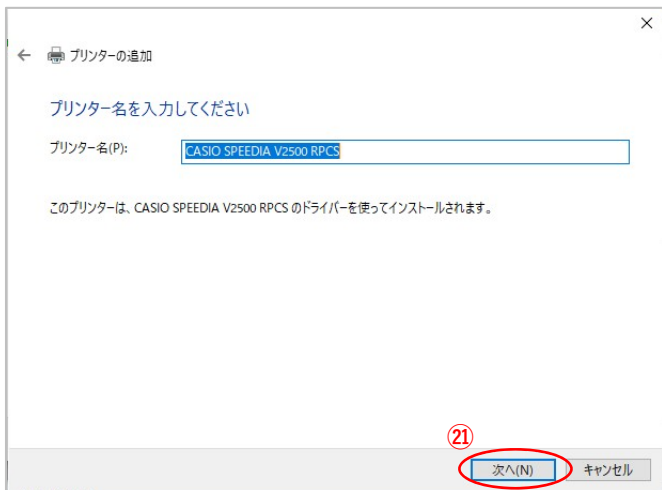 プリンターの追加
プリンター名を入力してください
プリンター名(P): CASIO SPEEDIA V2500 RPCS
このプリンターは、CASIO SPEEDIA V2500 RPCS のドライバーを使ってインストールされます。
㉑
次へ(N) キャンセル